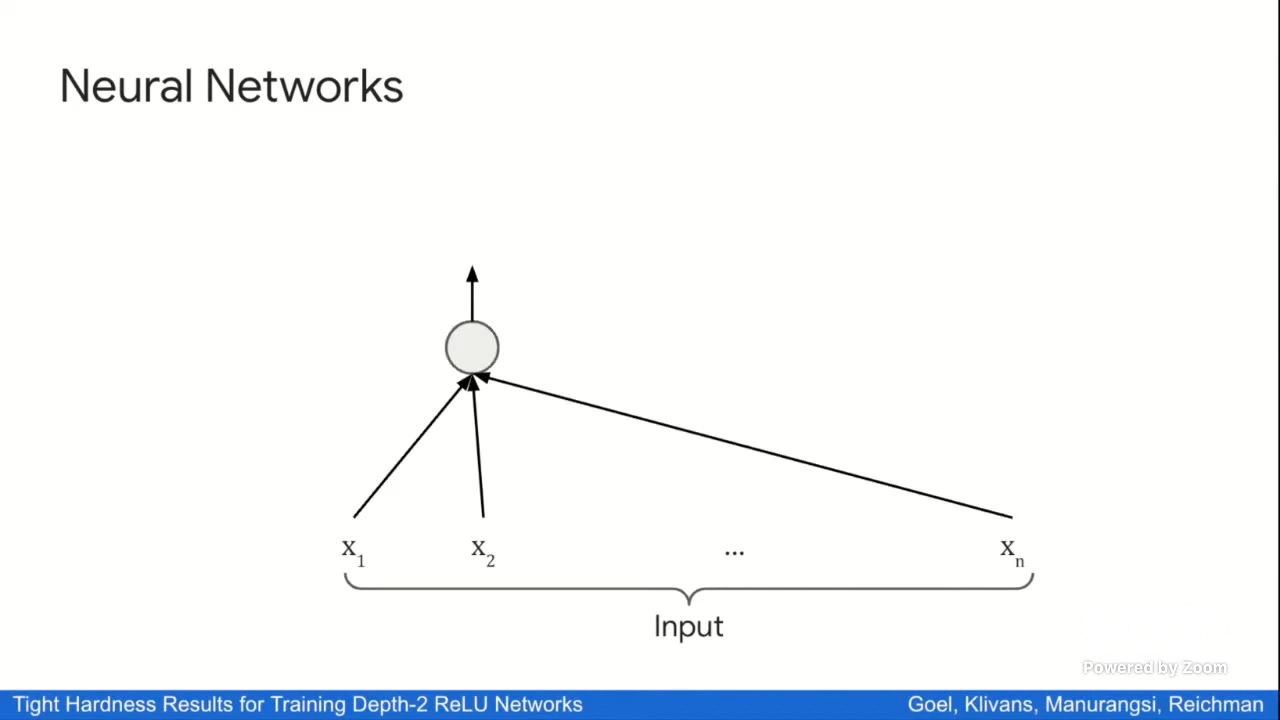 Neural Networks
x1 x2 ... xn
Input
Powered by Zoom
Tight Hardness Results for Training Depth-2 ReLU Networks
Goel, Klivans, Manurangsi, Reichman